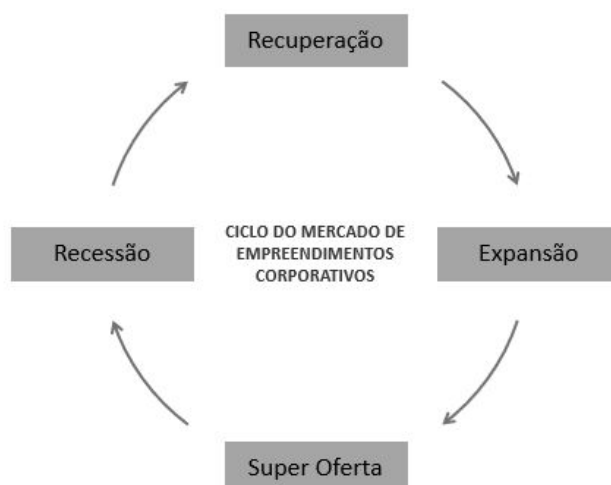 Recuperação
Recessão
CICLO DO MERCADO DE
EMPREENDIMENTOS
CORPORATIVOS
Expansão
Super Oferta